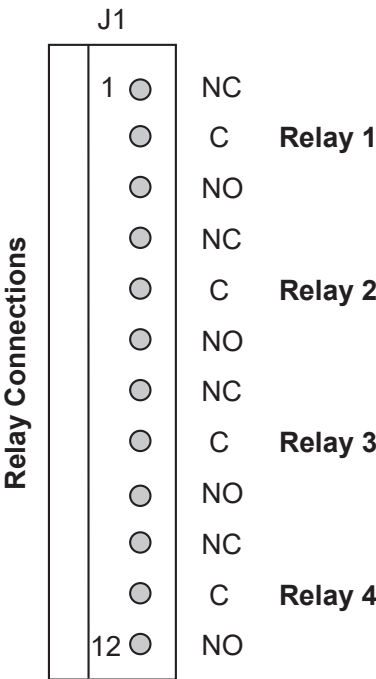 J1
1 NC
C Relay 1
NO
NC
C Relay 2
NO
NC
C Relay 3
NO
NC
C Relay 4
12 NO
Relay Connections